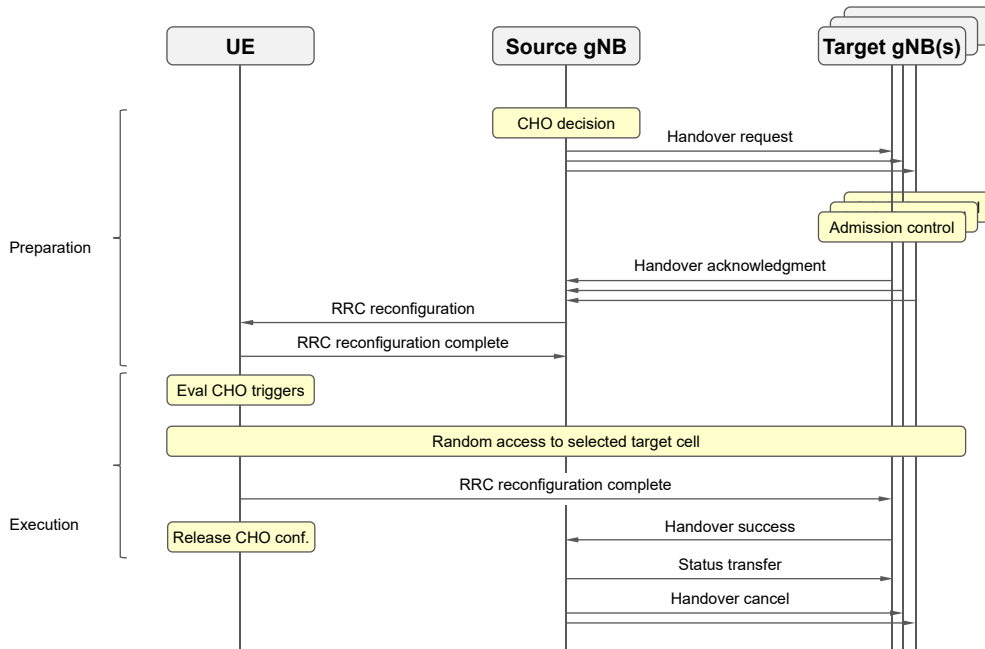 UE
Source gNB
Target gNB(s)
CHO decision
Handover request
Admission control
Preparation
Handover acknowledgment
RRC reconfiguration
RRC reconfiguration complete
Eval CHO triggers
Random access to selected target cell
RRC reconfiguration complete
Execution
Handover success
Release CHO conf.
Status transfer
Handover cancel